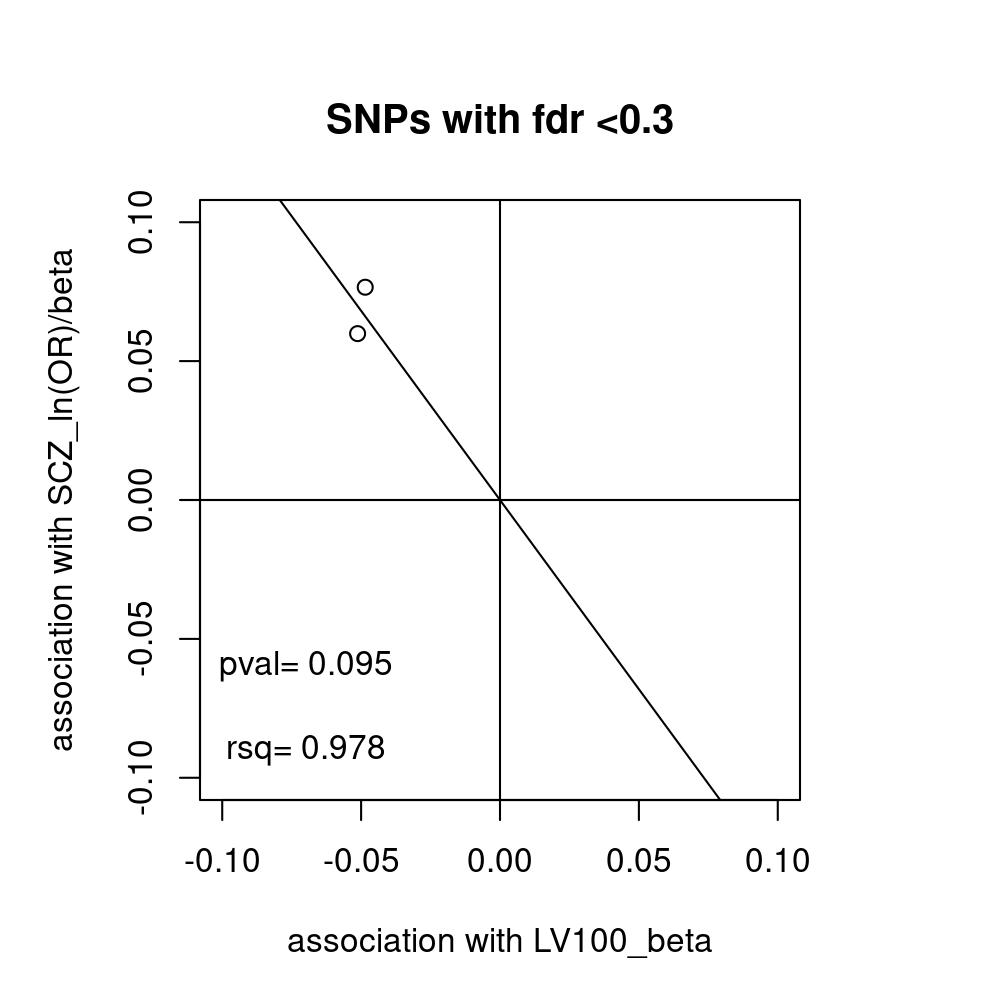 SNPs with fdr <0.3
association with SCZ_ln(OR)/beta
0.10
0.05
0.00
-0.05
-0.10
pval= 0.095
rsq= 0.978
-0.10 -0.05 0.00 0.05 0.10
association with LV100_beta